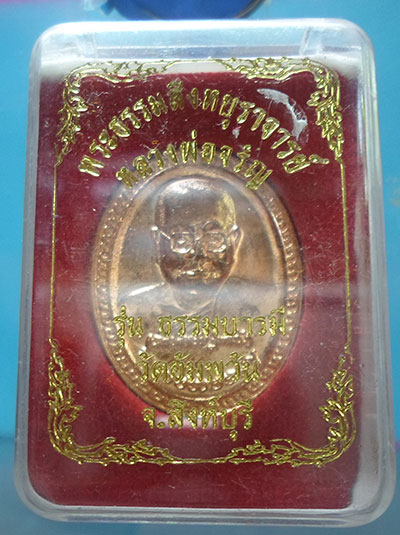 พระธรรมสิงหบุราจารย์
หลวงพ่อจรัญ
รุ่น ธรรมบารมี
วัดอัมพวัน
จ.สิงห์บุรี